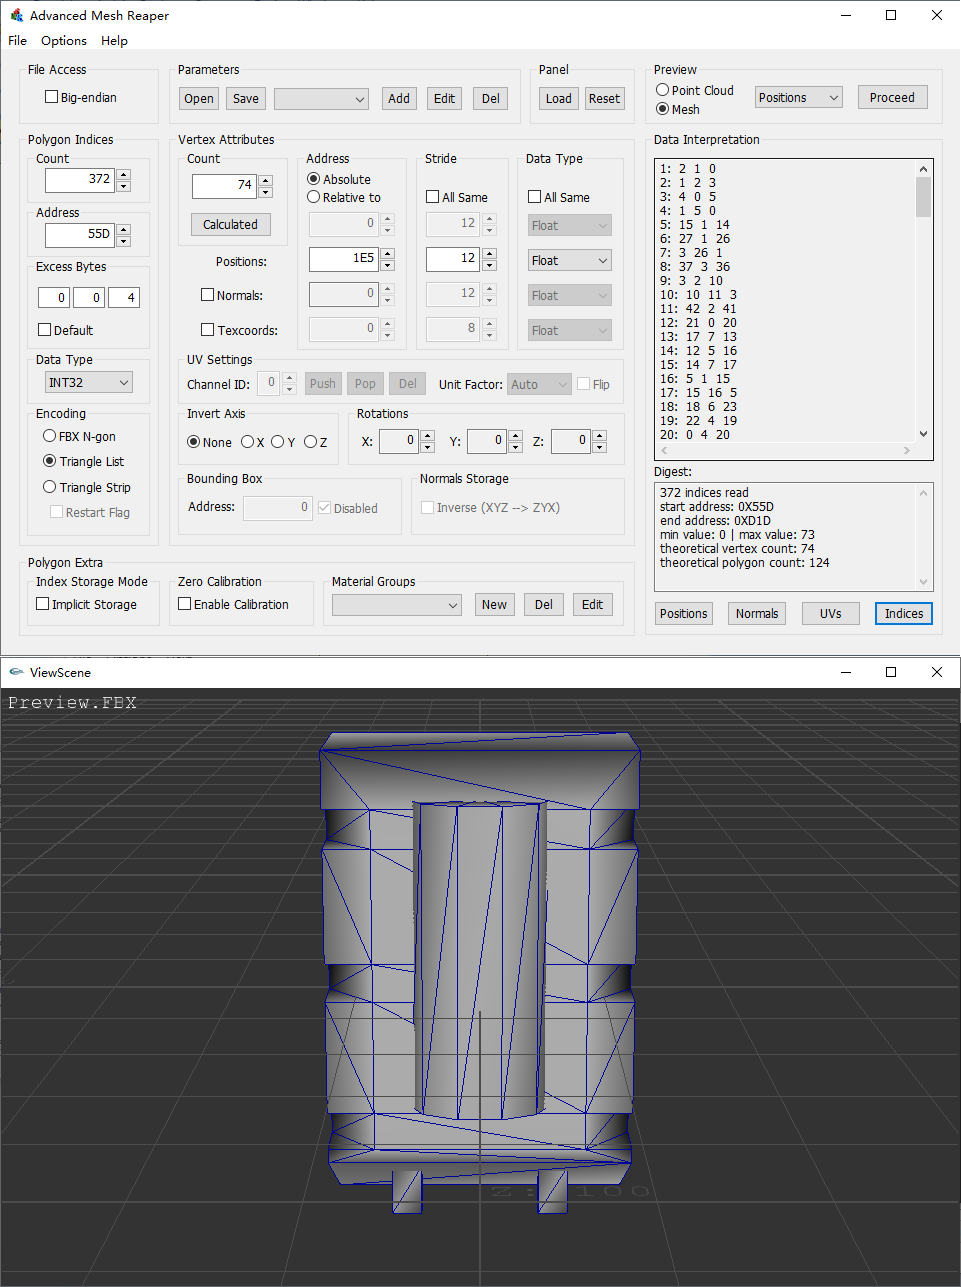 Advanced Mesh Reaper
File Options Help
File Access
Big-endian
Parameters
Open Save Add Edit Del
Panel
Load Reset
Preview
Point Cloud
Mesh
Positions
Proceed
Polygon Indices
Count
372
Address
55D
Excess Bytes
0 0 4
Default
Data Type
INT32
Encoding
FBX N-gon
Triangle List
Triangle Strip
Restart Flag
Vertex Attributes
Count
74
Calculated
Address
Absolute
Relative to
0
Stride
All Same
12
Data Type
All Same
Float
Positions: 1E5 12 Float
Normals: 0 12 Float
Texcoords: 0 8 Float
UV Settings
Channel ID: 0 Push Pop Del Unit Factor: Auto Flip
Invert Axis
None X Y Z
Rotations
X: 0 Y: 0 Z: 0
Bounding Box
Address: 0 Disabled
Normals Storage
Inverse (XYZ --> ZYX)
Polygon Extra
Index Storage Mode
Implicit Storage
Zero Calibration
Enable Calibration
Material Groups
New Del Edit
Data Interpretation
1: 2 1 0
2: 1 2 3
3: 4 0 5
4: 1 5 0
5: 15 1 14
6: 27 1 26
7: 3 26 1
8: 37 3 36
9: 3 2 10
10: 10 11 3
11: 42 2 41
12: 21 0 20
13: 17 7 13
14: 12 5 16
15: 14 7 17
16: 5 1 15
17: 15 16 5
18: 18 6 23
19: 22 4 19
20: 0 4 20
Digest:
372 indices read
start address: 0X55D
end address: 0XD1D
min value: 0 | max value: 73
theoretical vertex count: 74
theoretical polygon count: 124
Positions Normals UVs Indices
ViewScene
Preview.FBX